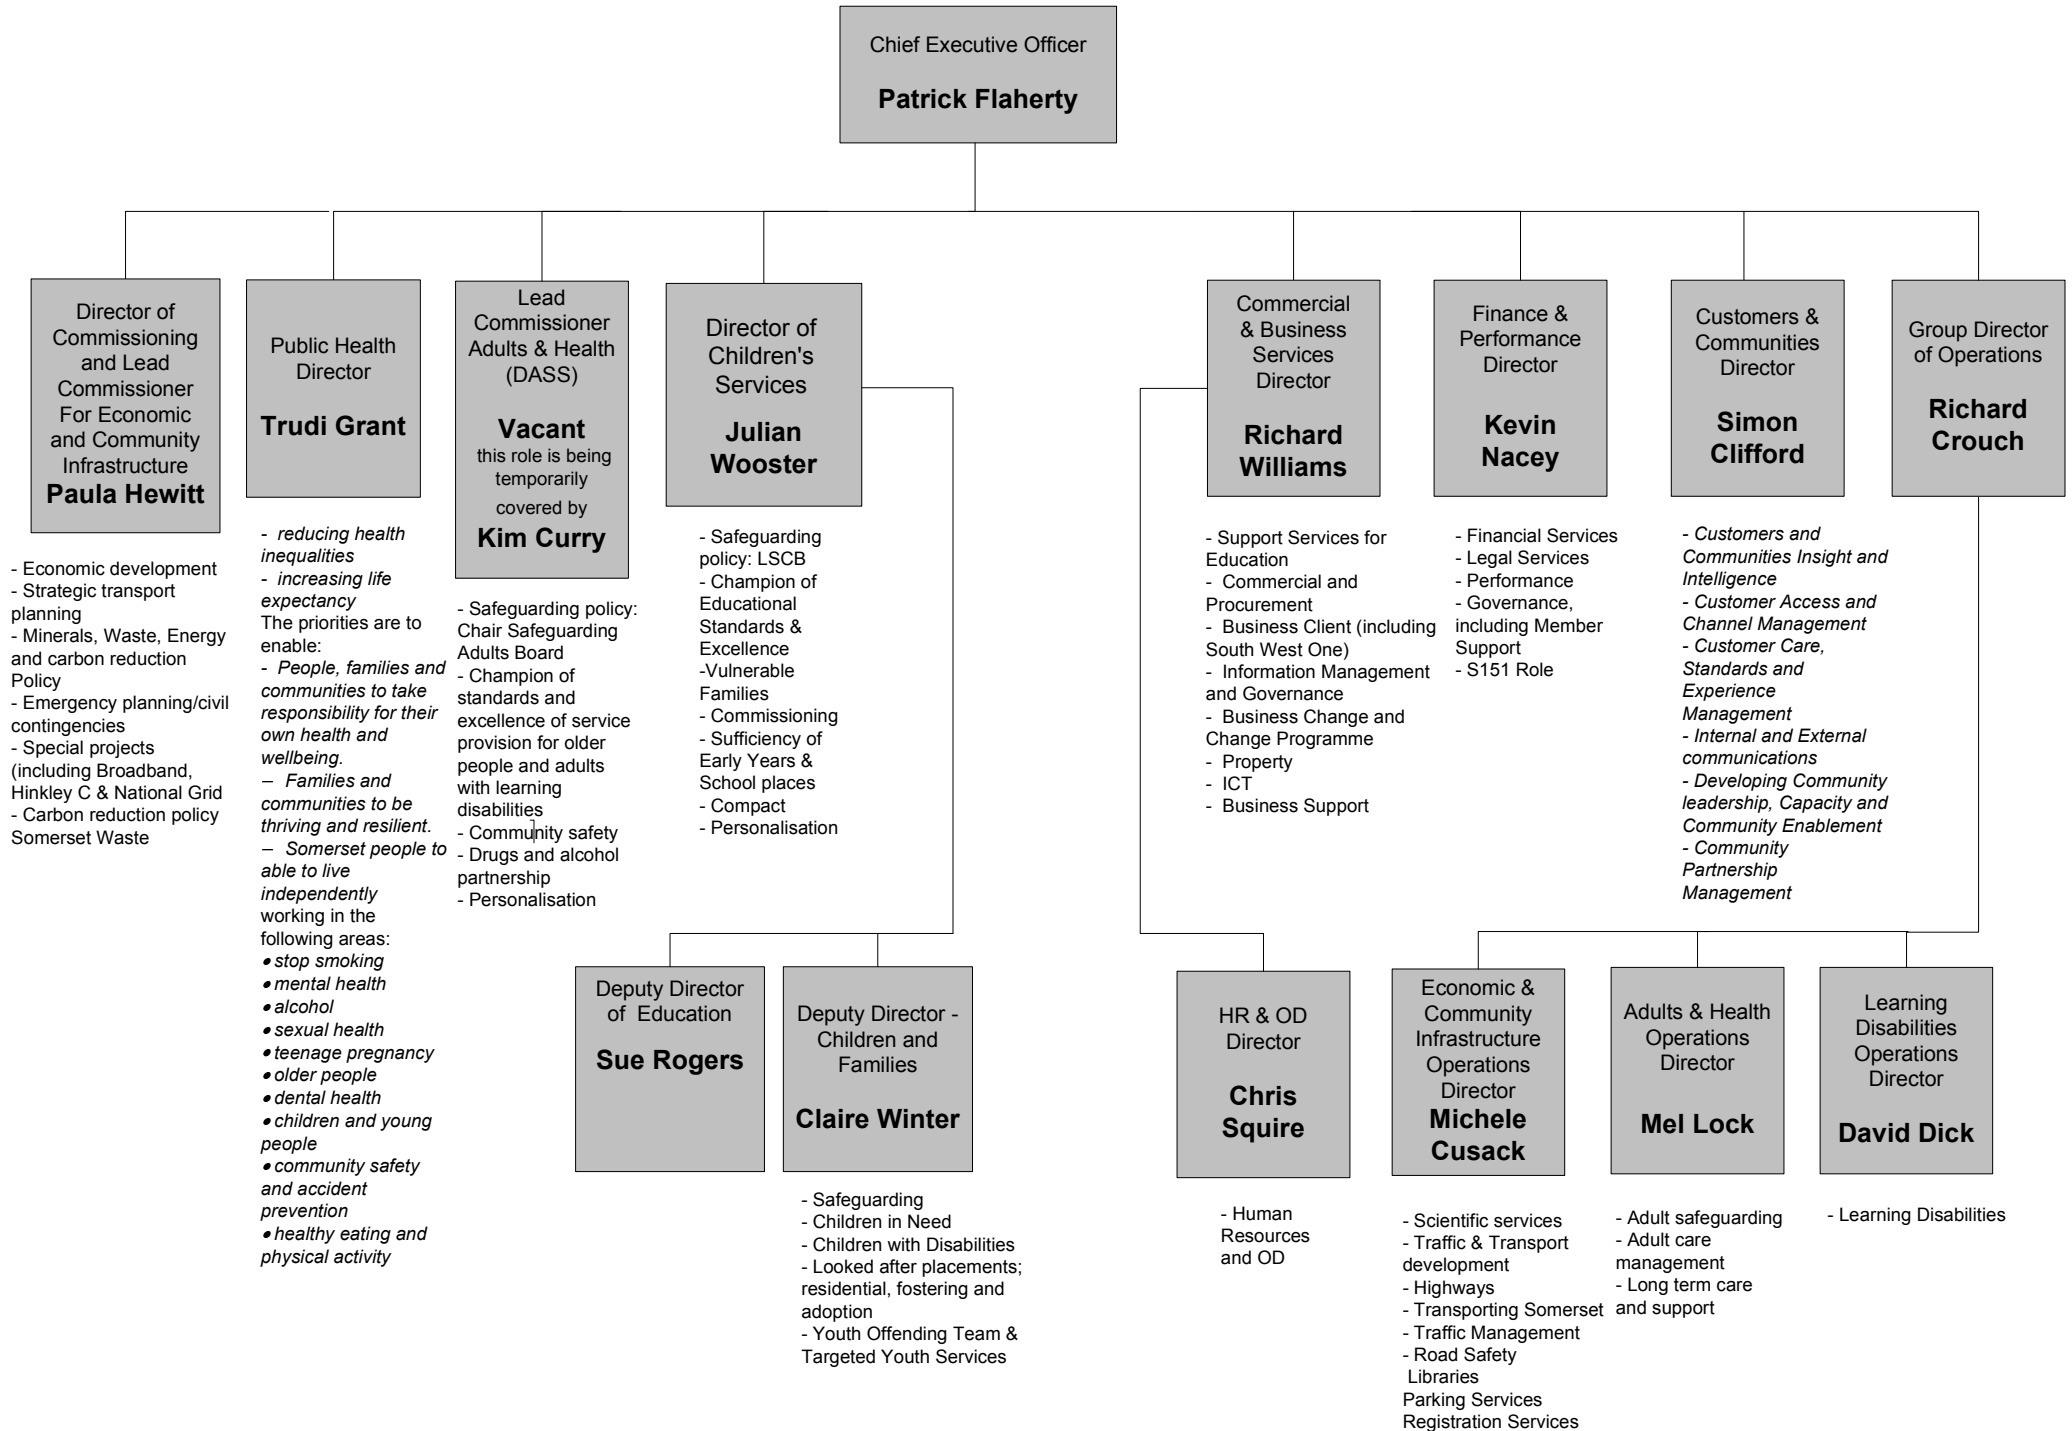 Chief Executive Officer
Patrick Flaherty
Director of
Commissioning
and Lead
Commissioner
For Economic
and Community
Infrastructure
Paula Hewitt
- Economic development
- Strategic transport
planning
- Minerals, Waste, Energy
and carbon reduction
Policy
- Emergency planning/civil
contingencies
- Special projects
(including Broadband,
Hinkley C & National Grid
- Carbon reduction policy
Somerset Waste
Public Health
Director
Trudi Grant
- reducing health
inequalities
- increasing life
expectancy
The priorities are to
enable:
- People, families and
communities to take
responsibility for their
own health and
wellbeing.
– Families and
communities to be
thriving and resilient.
– Somerset people to
able to live
independently
working in the
following areas:
• stop smoking
• mental health
• alcohol
• sexual health
• teenage pregnancy
• older people
• dental health
• children and young
people
• community safety
and accident
prevention
• healthy eating and
physical activity
Lead
Commissioner
Adults & Health
(DASS)
Vacant
this role is being
temporarily
covered by
Kim Curry
- Safeguarding policy:
Chair Safeguarding
Adults Board
- Champion of
standards and
excellence of service
provision for older
people and adults
with learning
disabilities
- Community safety
- Drugs and alcohol
partnership
- Personalisation
Director of
Children's
Services
Julian
Wooster
- Safeguarding
policy: LSCB
- Champion of
Educational
Standards &
Excellence
-Vulnerable
Families
- Commissioning
- Sufficiency of
Early Years &
School places
- Compact
- Personalisation
Commercial
& Business
Services
Director
Richard
Williams
- Support Services for
Education
- Commercial and
Procurement
- Business Client (including
South West One)
- Information Management
and Governance
- Business Change and
Change Programme
- Property
- ICT
- Business Support
Finance &
Performance
Director
Kevin
Nacey
- Financial Services
- Legal Services
- Performance
- Governance,
including Member
Support
- S151 Role
Customers &
Communities
Director
Simon
Clifford
- Customers and
Communities Insight and
Intelligence
- Customer Access and
Channel Management
- Customer Care,
Standards and
Experience
Management
- Internal and External
communications
- Developing Community
leadership, Capacity and
Community Enablement
- Community
Partnership
Management
Group Director
of Operations
Richard
Crouch
Deputy Director
of Education
Sue Rogers
Deputy Director -
Children and
Families
Claire Winter
- Safeguarding
- Children in Need
- Children with Disabilities
- Looked after placements;
residential, fostering and
adoption
- Youth Offending Team &
Targeted Youth Services
HR & OD
Director
Chris
Squire
- Human
Resources
and OD
Economic &
Community
Infrastructure
Operations
Director
Michele
Cusack
- Scientific services
- Traffic & Transport
development
- Highways
- Transporting Somerset
- Traffic Management
- Road Safety
Libraries
Parking Services
Registration Services
Adults & Health
Operations
Director
Mel Lock
- Adult safeguarding
- Adult care
management
- Long term care
and support
Learning
Disabilities
Operations
Director
David Dick
- Learning Disabilities